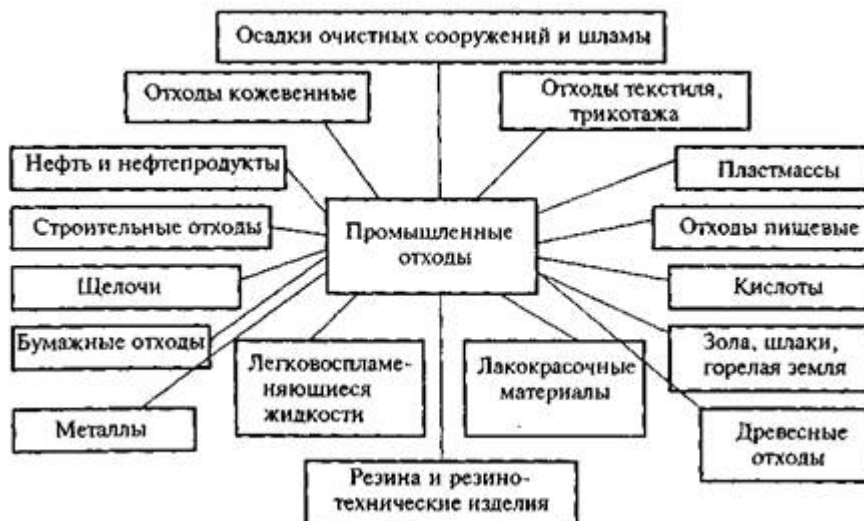 Осадки очистных сооружений и шламы
Отходы кожевенные
Отходы текстиля,
трикотажа
Нефть и нефтепродукты
Пластмассы
Строительные отходы
Промышленные
отходы
Отходы пищевые
Щелочи
Кислоты
Бумажные отходы
Легковоспламе-
няющиеся
жидкости
Лакокрасочные
материалы
Зола, шлаки,
горелая земля
Металлы
Древесные
отходы
Резина и резино-
технические изделия